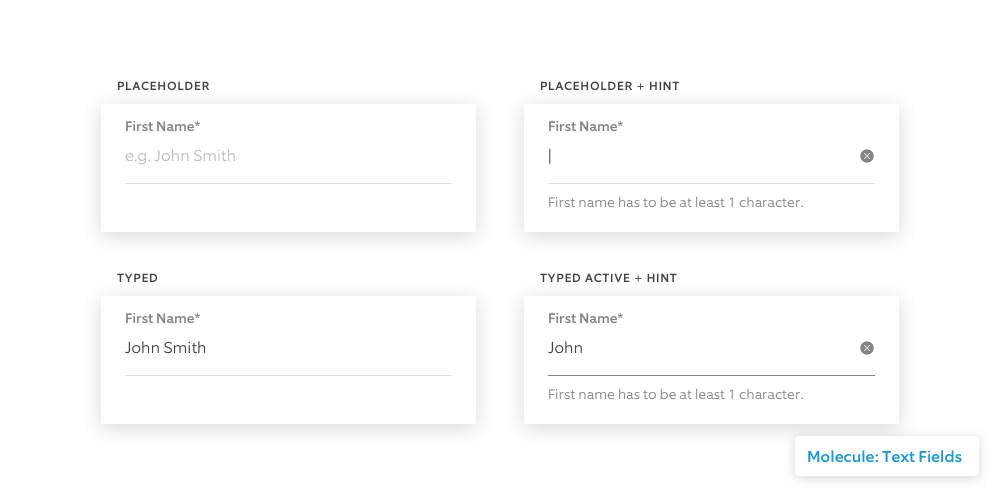 PLACEHOLDER
First Name*
e.g. John Smith
PLACEHOLDER + HINT
First Name*
First name has to be at least 1 character.
TYPED
First Name*
John Smith
TYPED ACTIVE + HINT
First Name*
John
First name has to be at least 1 character.
Molecule: Text Fields